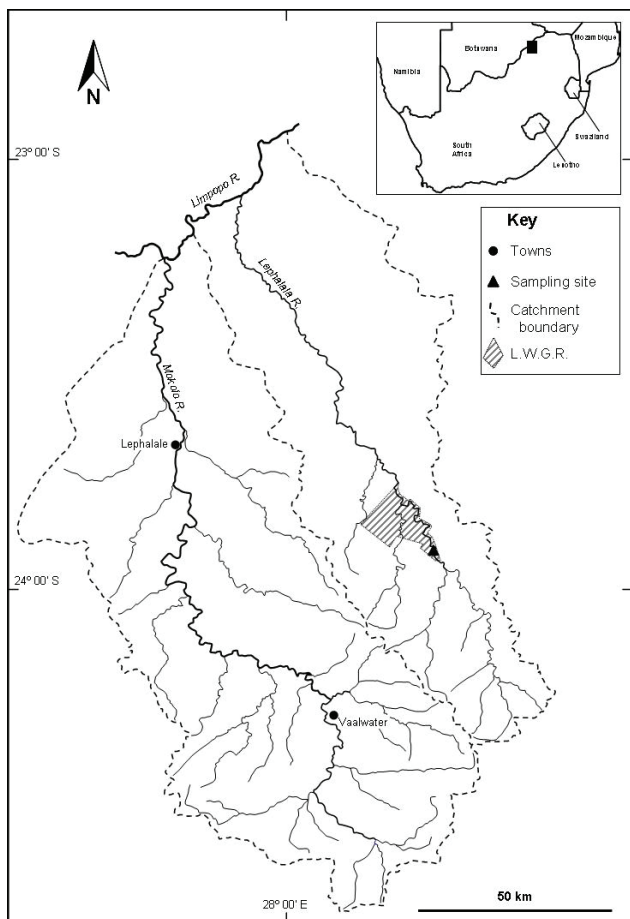 N
23° 00' S
Limpopo R.
Lephalala R.
Mokolo R.
Lephalale
24° 00' S
Vaalwater
28° 00' E
50 km
Namibia
Botswana
Mozambique
South
Africa
Swaziland
Lesotho
Key
Towns
Sampling site
Catchment
boundary
L.W.G.R.